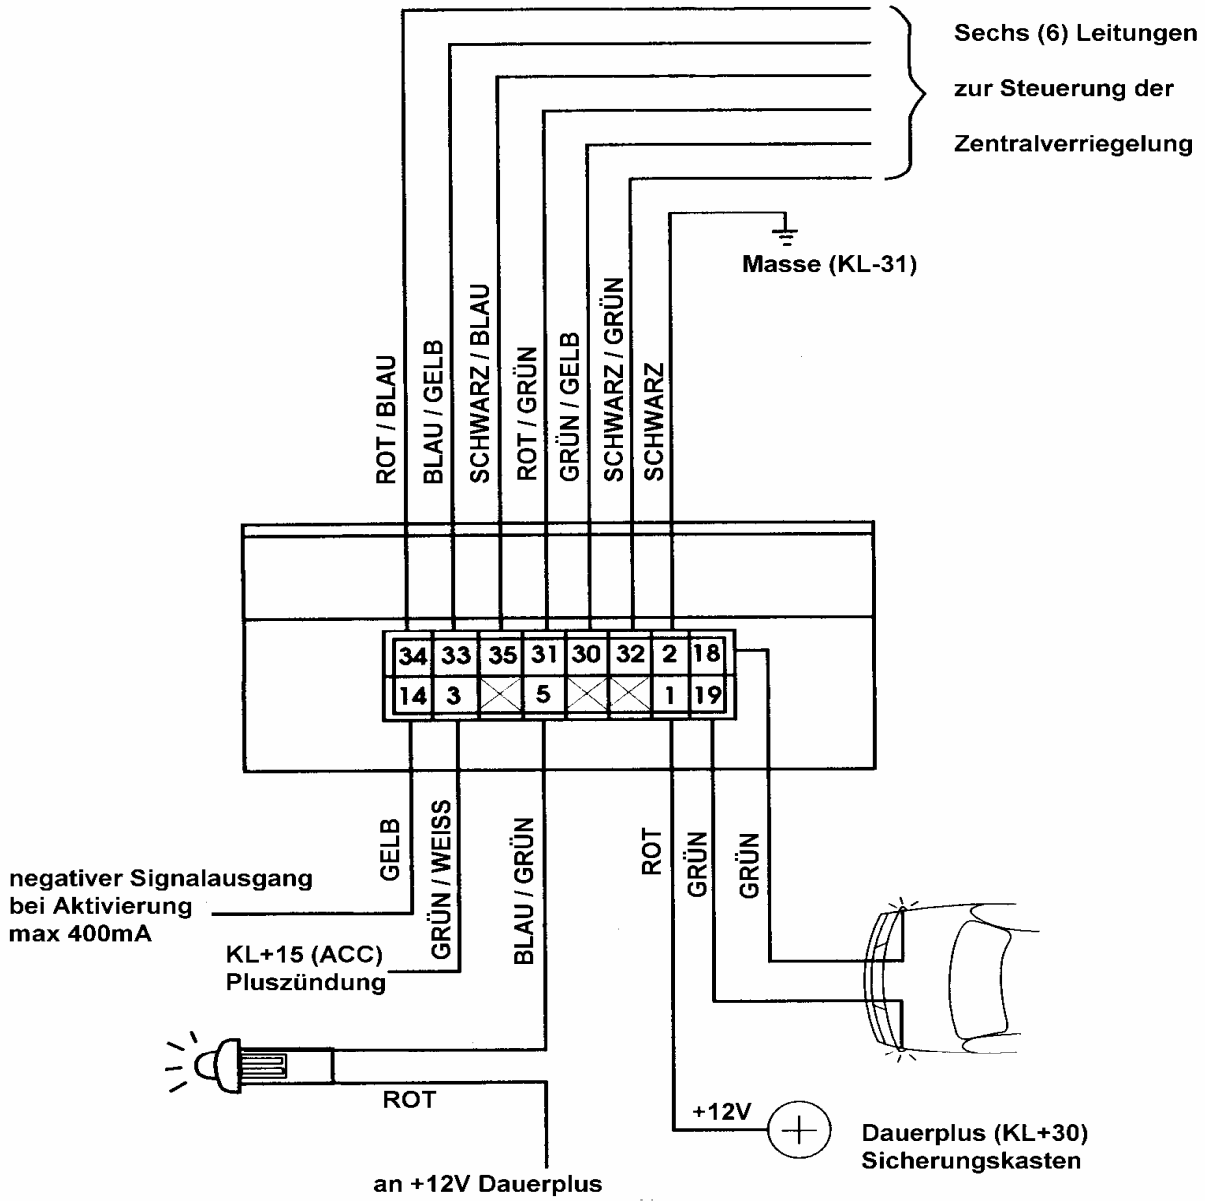 Sechs (6) Leitungen
zur Steuerung der
Zentralverriegelung
Masse (KL-31)
ROT / BLAU
BLAU / GELB
SCHWARZ / BLAU
ROT / GRÜN
GRÜN / GELB
SCHWARZ / GRÜN
SCHWARZ
34 33 35 31 30 32 2 18
14 3 5 1 19
GELB
GRÜN / WEISS
BLAU / GRÜN
ROT
GRÜN
GRÜN
negativer Signalausgang
bei Aktivierung
max 400mA
KL+15 (ACC)
Pluszündung
ROT
an +12V Dauerplus
+12V
Dauerplus (KL+30)
Sicherungskasten